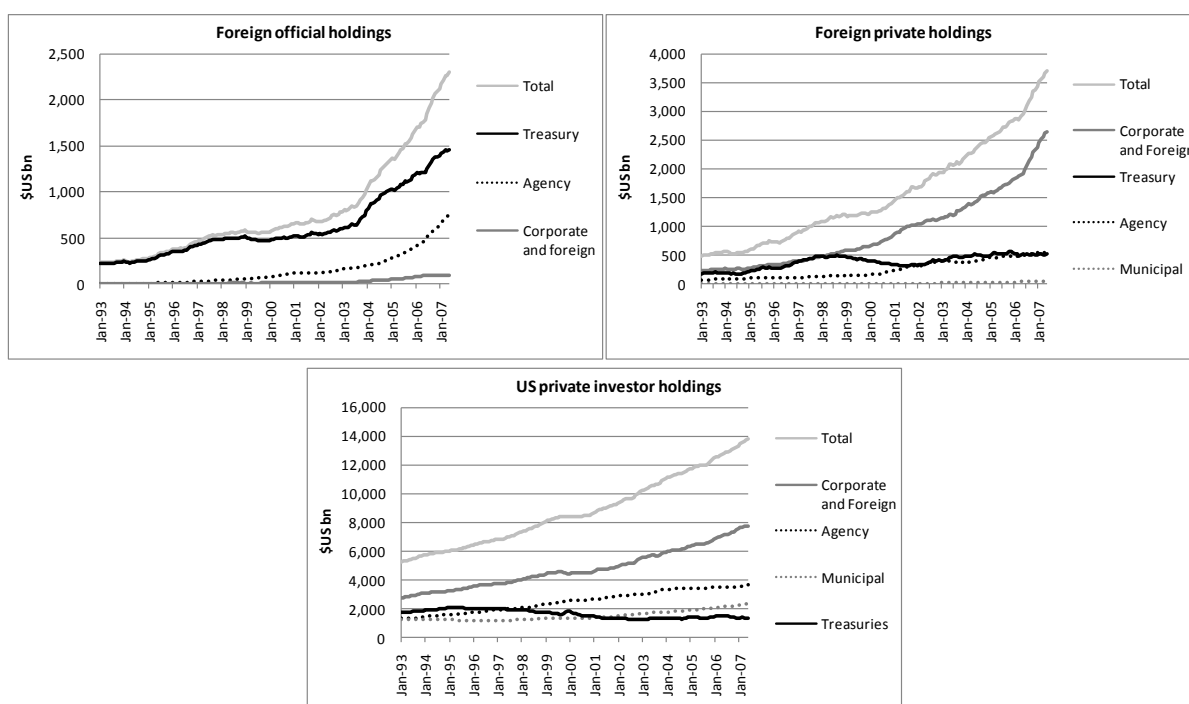 Foreign official holdings
2,500
2,000
1,500
1,000
500
0
$US bn
Jan-93
Jan-94
Jan-95
Jan-96
Jan-97
Jan-98
Jan-99
Jan-00
Jan-01
Jan-02
Jan-03
Jan-04
Jan-05
Jan-06
Jan-07
Total
Treasury
Agency
Corporate
and foreign
Foreign private holdings
4,000
3,500
3,000
2,500
2,000
1,500
1,000
500
0
$US bn
Jan-93
Jan-94
Jan-95
Jan-96
Jan-97
Jan-98
Jan-99
Jan-00
Jan-01
Jan-02
Jan-03
Jan-04
Jan-05
Jan-06
Jan-07
Total
Corporate
and Foreign
Treasury
Agency
Municipal
US private investor holdings
16,000
14,000
12,000
10,000
8,000
6,000
4,000
2,000
0
$US bn
Jan-93
Jan-94
Jan-95
Jan-96
Jan-97
Jan-98
Jan-99
Jan-00
Jan-01
Jan-02
Jan-03
Jan-04
Jan-05
Jan-06
Jan-07
Total
Corporate
and Foreign
Agency
Municipal
Treasuries